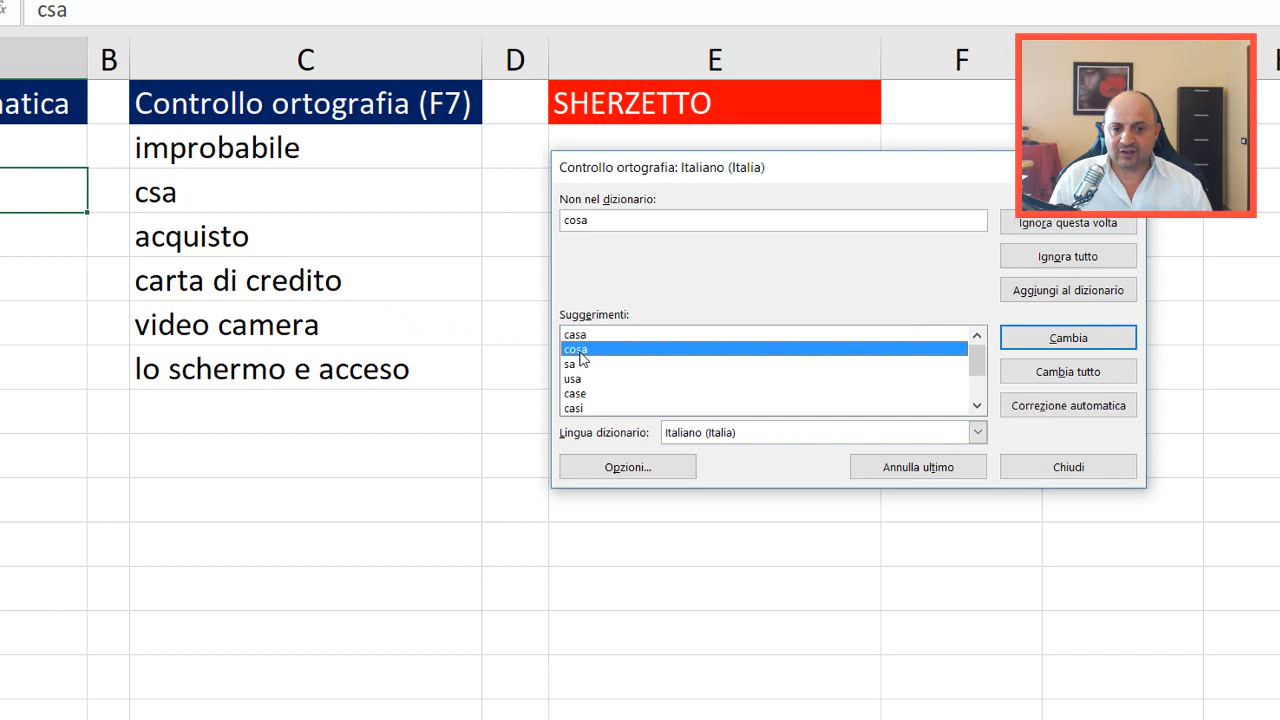 csa
B
C
D
E
F
atica
Controllo ortografia (F7)
SHERZETTO
improbabile
csa
acquisto
carta di credito
video camera
lo schermo e acceso
Controllo ortografia: Italiano (Italia)
Non nel dizionario:
cosa
Ignora questa volta
Ignora tutto
Aggiungi al dizionario
Suggerimenti:
casa
cosa
sa
usa
case
casi
Cambia
Cambia tutto
Correzione automatica
Lingua dizionario:
Italiano (Italia)
Opzioni...
Annulla ultimo
Chiudi